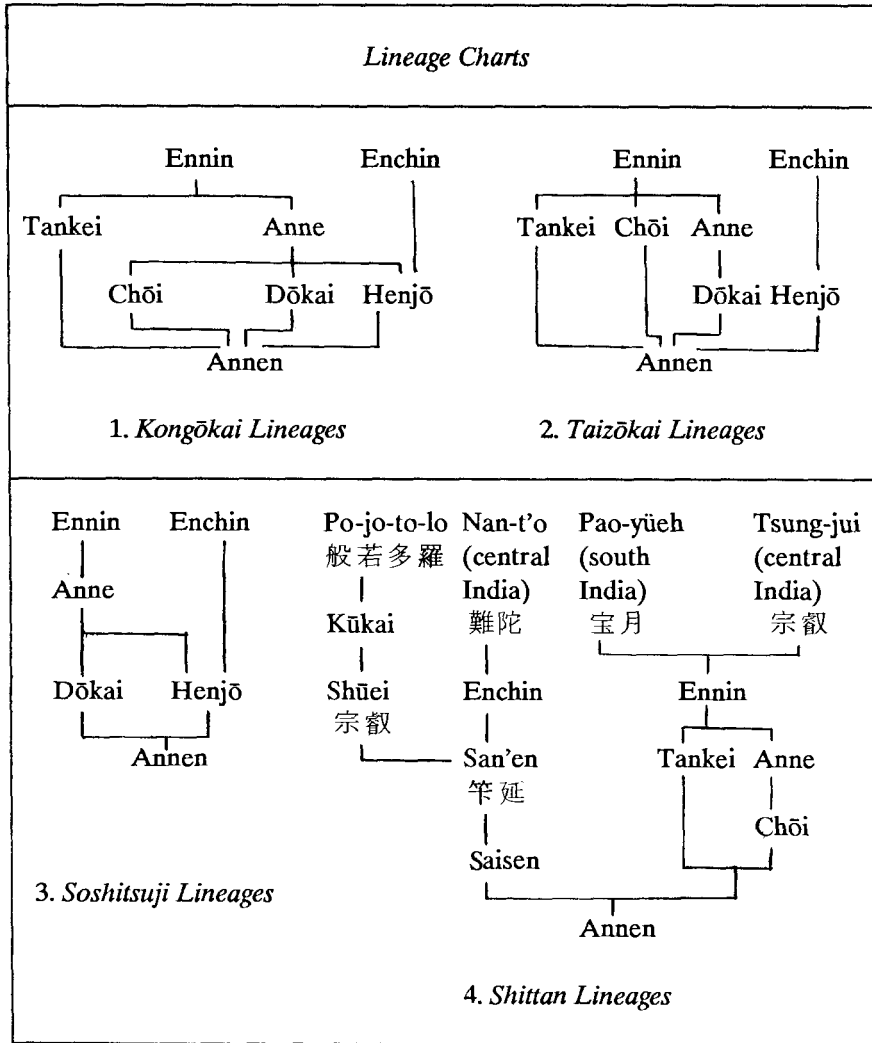 Lineage Charts
Ennin Enchin
Tankei Anne
Chōi Dōkai Henjō
Annen
1. Kongōkai Lineages
Ennin Enchin
Tankei Chōi Anne
Dōkai Henjō
Annen
2. Taizōkai Lineages
Ennin Enchin
Anne
Dōkai Henjō
Annen
3. Soshitsuji Lineages
Po-jo-to-lo Nan-t'o Pao-yüeh Tsung-jui
般若多羅 (central (south (central
India) India) India)
Kūkai 難陀 宝月 宗叡
Shūei Enchin Ennin
宗叡
San'en Tankei Anne
竿延
Chōi
Saisen
Annen
4. Shittan Lineages